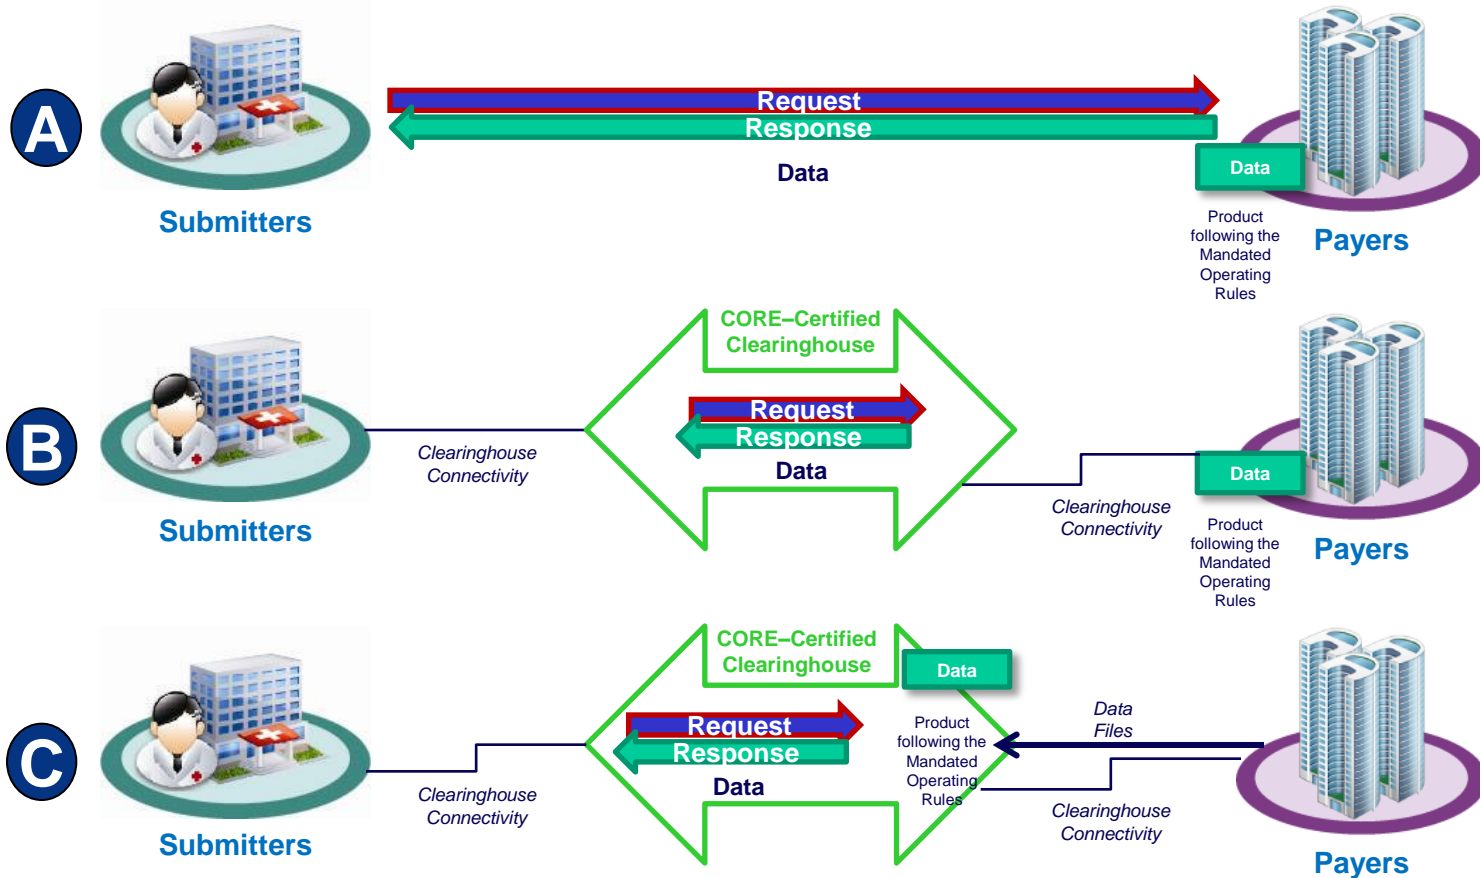 A
Request
Response
Data
Data
Submitters
Product
following the
Mandated
Operating
Rules
Payers
B
CORE–Certified
Clearinghouse
Request
Response
Data
Clearinghouse
Connectivity
Clearinghouse
Connectivity
Data
Submitters
Product
following the
Mandated
Operating
Rules
Payers
C
CORE–Certified
Clearinghouse
Data
Request
Response
Data
Product
following the
Mandated
Operating
Rules
Data
Files
Clearinghouse
Connectivity
Clearinghouse
Connectivity
Submitters
Payers